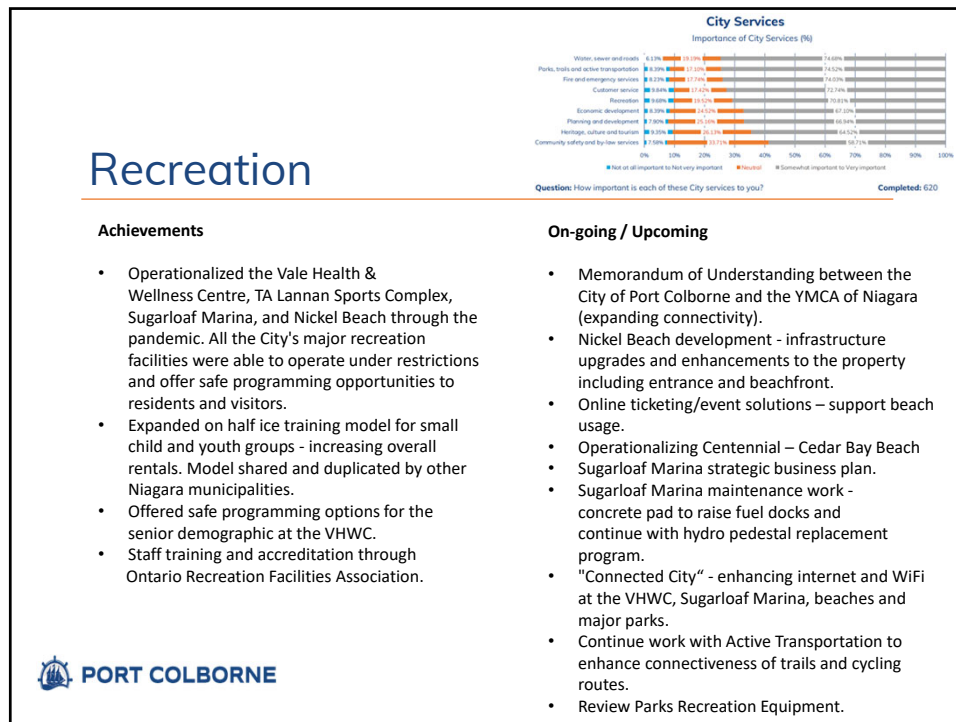 City Services
Importance of City Services (%)
Water, sewer and roads 6.13% 19.19% 74.68%
Parks, trails and active transportation 8.39% 17.10% 74.52%
Fire and emergency services 8.23% 17.74% 74.03%
Customer service 9.84% 17.42% 72.74%
Recreation 9.68% 19.52% 70.81%
Economic development 8.39% 24.52% 67.10%
Planning and development 7.90% 25.16% 66.94%
Heritage, culture and tourism 9.35% 26.13% 64.52%
Community safety and by-law services 7.58% 33.71% 58.71%
0% 10% 20% 30% 40% 50% 60% 70% 80% 90% 100%
Not at all important to Not very important Neutral Somewhat important to Very important
Question: How important is each of these City services to you? Completed: 620
Recreation
Achievements
• Operationalized the Vale Health &
Wellness Centre, TA Lannan Sports Complex,
Sugarloaf Marina, and Nickel Beach through the
pandemic. All the City's major recreation
facilities were able to operate under restrictions
and offer safe programming opportunities to
residents and visitors.
• Expanded on half ice training model for small
child and youth groups - increasing overall
rentals. Model shared and duplicated by other
Niagara municipalities.
• Offered safe programming options for the
senior demographic at the VHWC.
• Staff training and accreditation through
Ontario Recreation Facilities Association.
On-going / Upcoming
• Memorandum of Understanding between the
City of Port Colborne and the YMCA of Niagara
(expanding connectivity).
• Nickel Beach development - infrastructure
upgrades and enhancements to the property
including entrance and beachfront.
• Online ticketing/event solutions – support beach
usage.
• Operationalizing Centennial – Cedar Bay Beach
• Sugarloaf Marina strategic business plan.
• Sugarloaf Marina maintenance work -
concrete pad to raise fuel docks and
continue with hydro pedestal replacement
program.
• "Connected City“ - enhancing internet and WiFi
at the VHWC, Sugarloaf Marina, beaches and
major parks.
• Continue work with Active Transportation to
enhance connectiveness of trails and cycling
routes.
• Review Parks Recreation Equipment.
PORT COLBORNE